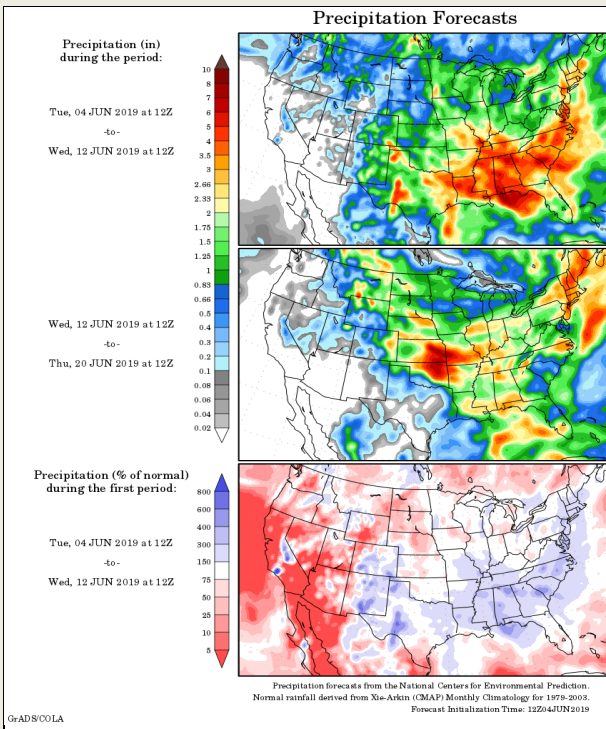 Precipitation Forecasts
Precipitation (in)
during the period:
Tue, 04 JUN 2019 at 12Z
-to-
Wed, 12 JUN 2019 at 12Z
10
8
7
6
5
4
3.5
3
2.66
2.33
2
1.75
1.5
1.25
1
0.83
0.66
0.5
0.4
0.3
0.2
0.1
0.08
0.06
0.04
0.02
Wed, 12 JUN 2019 at 12Z
-to-
Thu, 20 JUN 2019 at 12Z
Precipitation (% of normal)
during the first period:
Tue, 04 JUN 2019 at 12Z
-to-
Wed, 12 JUN 2019 at 12Z
800
600
400
300
150
75
50
25
10
5
Precipitation forecasts from the National Centers for Environmental Prediction.
Normal rainfall derived from Xie-Arkin (CMAP) Monthly Climatology for 1979-2003.
Forecast Initialization Time: 12Z04JUN2019
GrADS/COLA